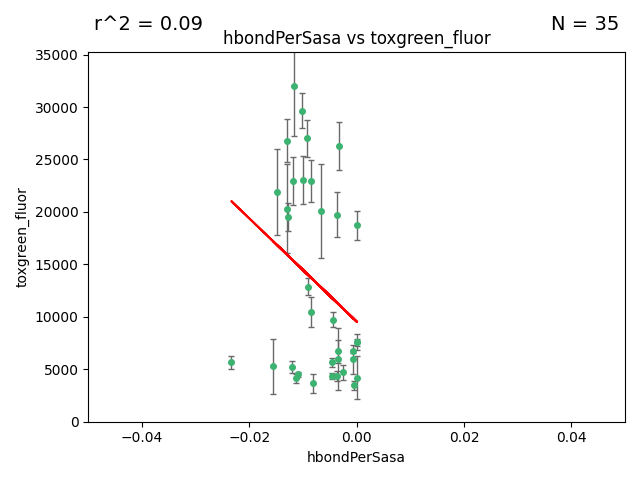 r^2 = 0.09
N = 35
hbondPerSasa vs toxgreen_fluor
35000
30000
25000
20000
15000
10000
5000
0
toxgreen_fluor
−0.04
−0.02
0.00
0.02
0.04
hbondPerSasa